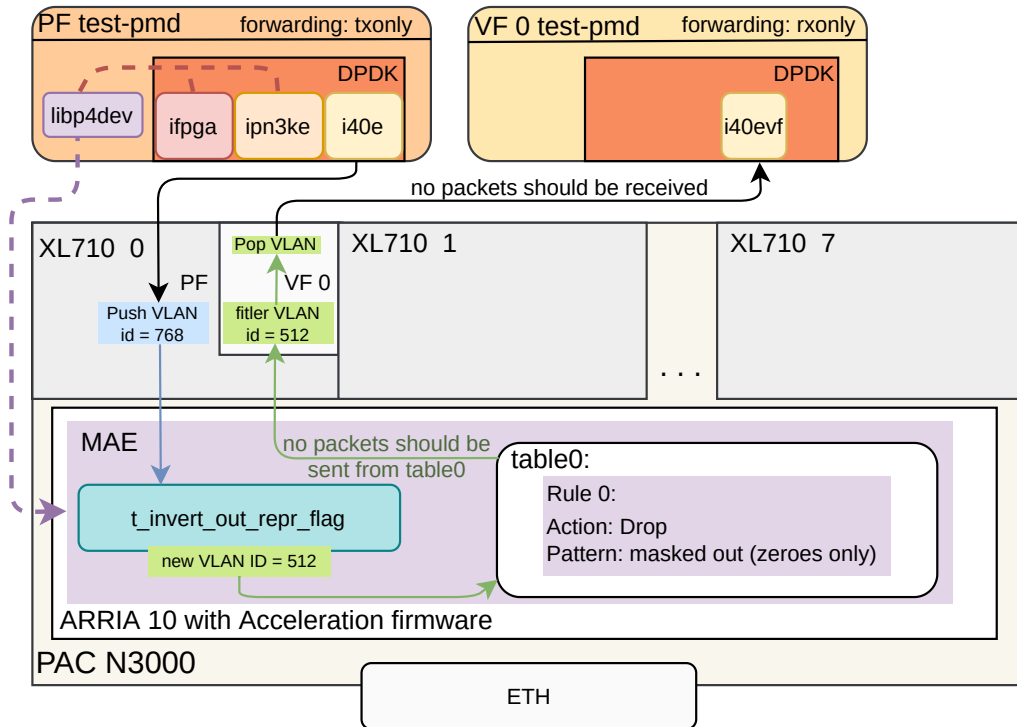 PF test-pmd forwarding: txonly
DPDK
libp4dev
ifpga
ipn3ke
i40e
VF 0 test-pmd forwarding: rxonly
DPDK
i40evf
no packets should be received
XL710 0
PF
Push VLAN
id = 768
Pop VLAN
VF 0
fitler VLAN
id = 512
XL710 1
. . .
XL710 7
MAE
no packets should be
sent from table0
t_invert_out_repr_flag
new VLAN ID = 512
table0:
Rule 0:
Action: Drop
Pattern: masked out (zeroes only)
ARRIA 10 with Acceleration firmware
PAC N3000
ETH